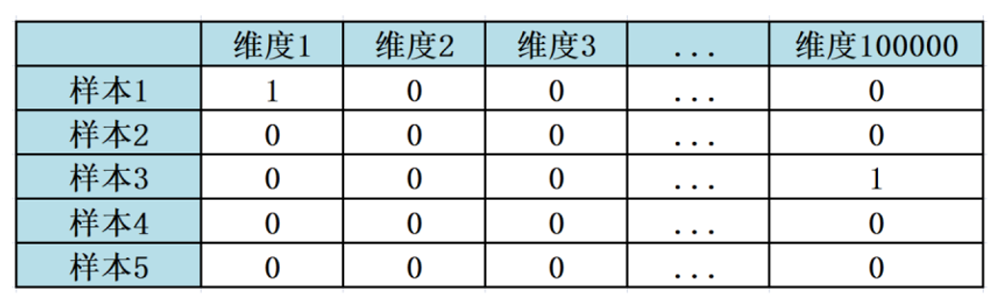 维度1 维度2 维度3 ... 维度100000
样本1 1 0 0 ... 0
样本2 0 0 0 ... 0
样本3 0 0 0 ... 1
样本4 0 0 0 ... 0
样本5 0 0 0 ... 0